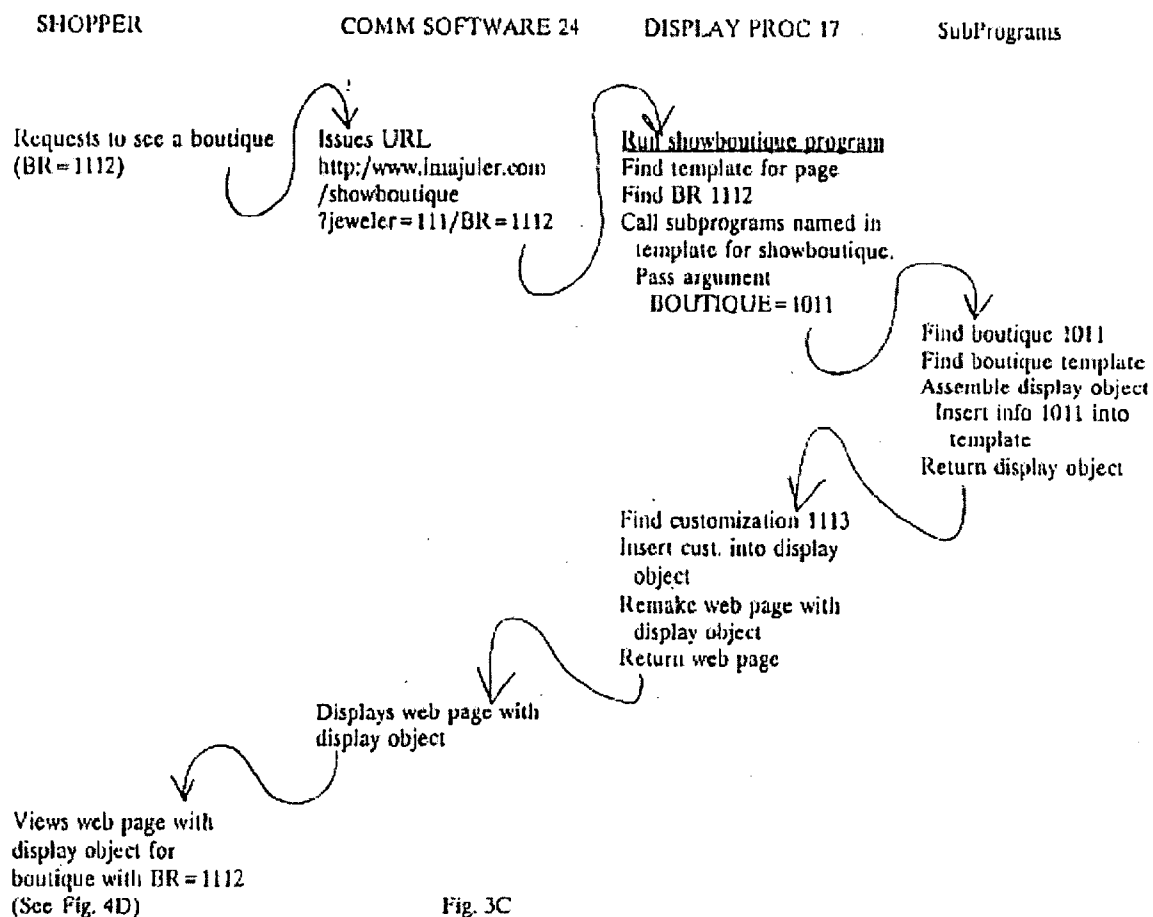 SHOPPER COMM SOFTWARE 24 DISPLAY PROC 17 SubPrograms
Requests to see a boutique
(BR=1112)
Issues URL
http:/www.imajuler.com
/showboutique
?jeweler=111/BR=1112
Run showboutique program
Find template for page
Find BR 1112
Call subprograms named in
template for showboutique.
Pass argument
BOUTIQUE=1011
Find boutique 1011
Find boutique template
Assemble display object
Insert info 1011 into
template
Return display object
Find customization 1113
Insert cust. into display
object
Remake web page with
display object
Return web page
Displays web page with
display object
Views web page with
display object for
boutique with BR=1112
(See Fig. 4D)
Fig. 3C